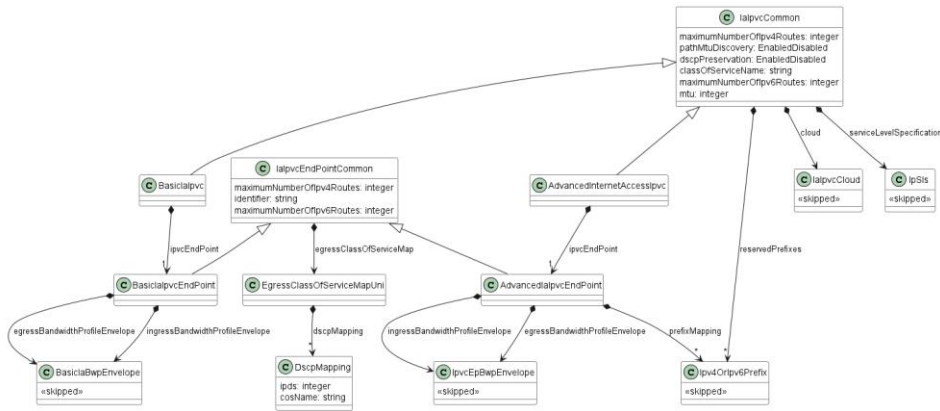 C IaIpvcCommon
maximumNumberOfIpv4Routes: integer
pathMtuDiscovery: EnabledDisabled
dscpPreservation: EnabledDisabled
classOfServiceName: string
maximumNumberOfIpv6Routes: integer
mtu: integer
cloud
serviceLevelSpecification
C BasicIaIpvc
C IaIpvcEndPointCommon
maximumNumberOfIpv4Routes: integer
identifier: string
maximumNumberOfIpv6Routes: integer
C AdvancedInternetAccessIpvc
C IaIpvcCloud
«skipped»
C IpSls
«skipped»
ipvcEndPoint
1
egressClassOfServiceMap
ipvcEndPoint
1
reservedPrefixes
*
C BasicIaIpvcEndPoint
C EgressClassOfServiceMapUni
C AdvancedIaIpvcEndPoint
egressBandwidthProfileEnvelope
ingressBandwidthProfileEnvelope
dscpMapping
*
ingressBandwidthProfileEnvelope
egressBandwidthProfileEnvelope
prefixMapping
*
C BasicIaBwpEnvelope
«skipped»
C DscpMapping
ipds: integer
cosName: string
C IpvcEpBwpEnvelope
«skipped»
C Ipv4OrIpv6Prefix
«skipped»